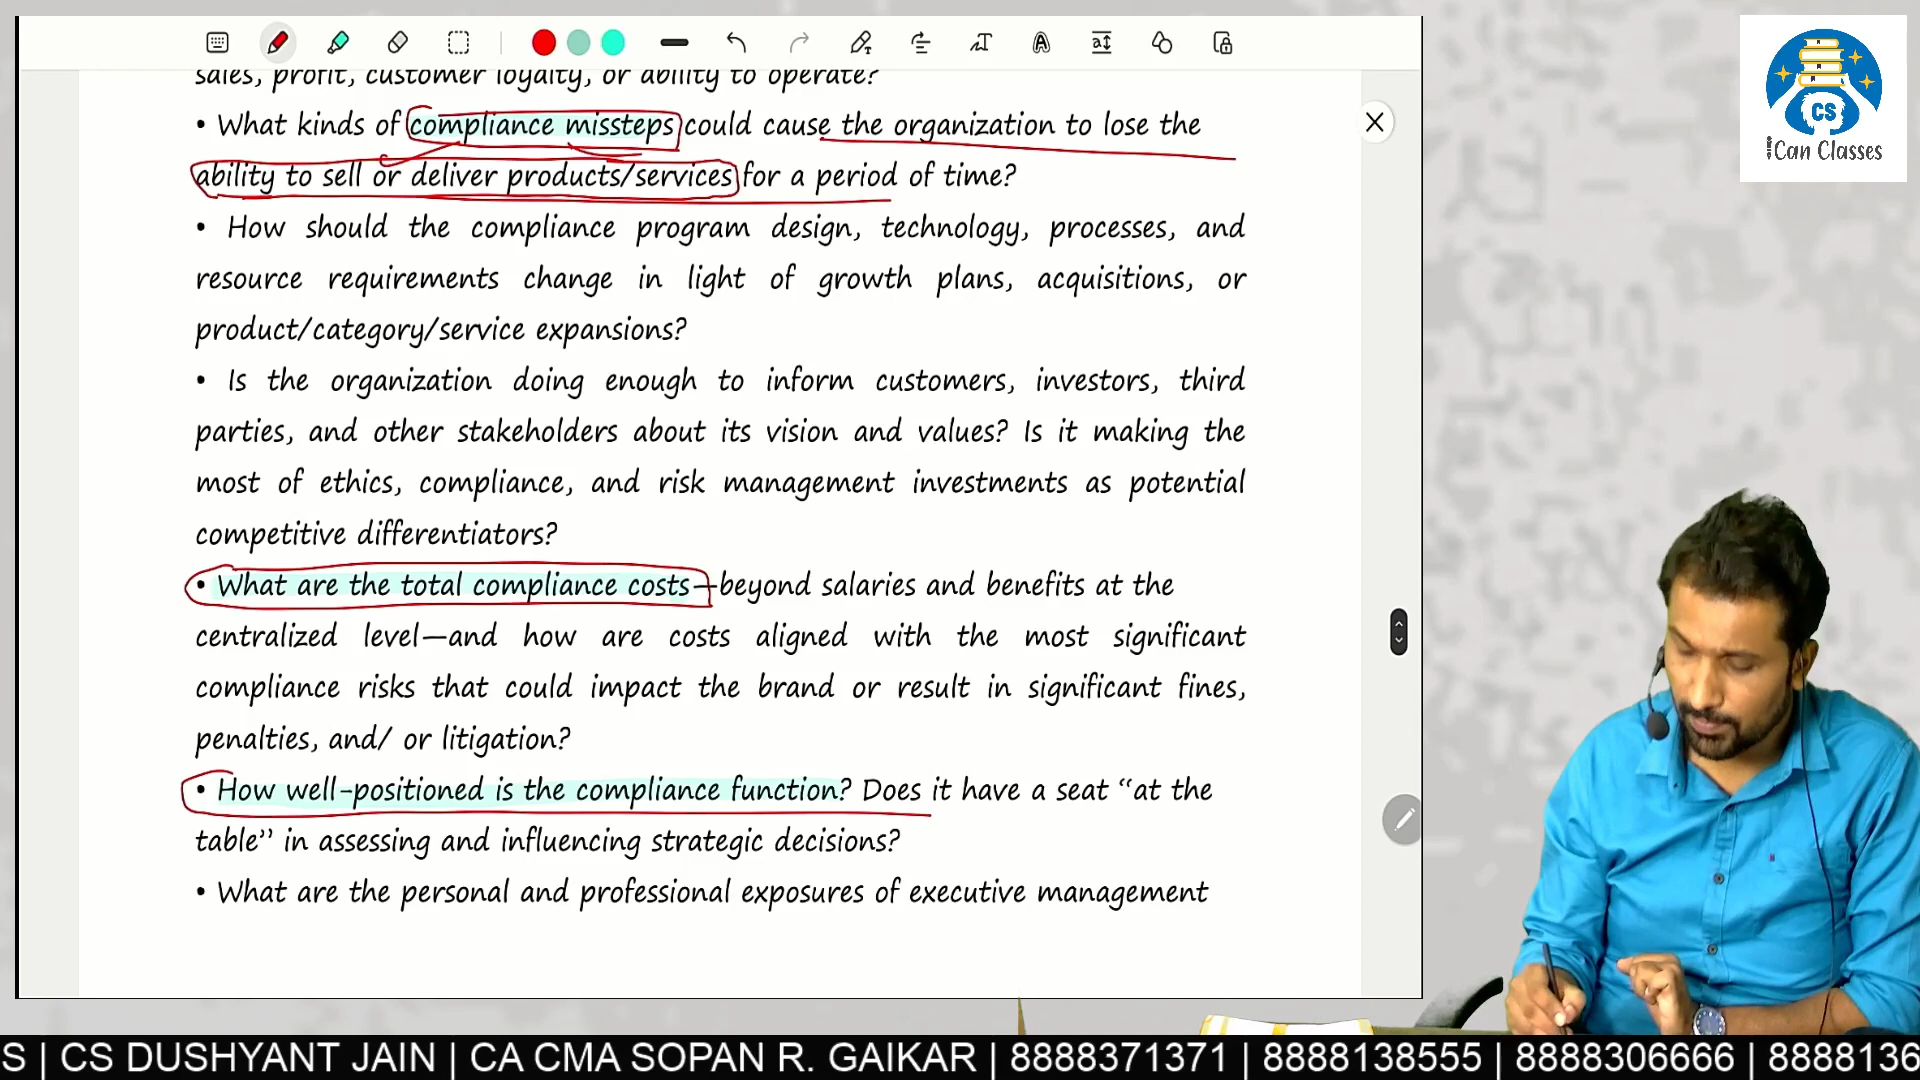 sales, profit, customer loyalty, or ability to operate?
• What kinds of compliance missteps could cause the organization to lose the
ability to sell or deliver products/services for a period of time?
• How should the compliance program design, technology, processes, and
resource requirements change in light of growth plans, acquisitions, or
product/category/service expansions?
• Is the organization doing enough to inform customers, investors, third
parties, and other stakeholders about its vision and values? Is it making the
most of ethics, compliance, and risk management investments as potential
competitive differentiators?
• What are the total compliance costs—beyond salaries and benefits at the
centralized level—and how are costs aligned with the most significant
compliance risks that could impact the brand or result in significant fines,
penalties, and/ or litigation?
• How well-positioned is the compliance function? Does it have a seat “at the
table” in assessing and influencing strategic decisions?
• What are the personal and professional exposures of executive management
CS
iCan Classes
S | CS DUSHYANT JAIN | CA CMA SOPAN R. GAIKAR | 8888371371 | 8888138555 | 8888306666 | 8888136